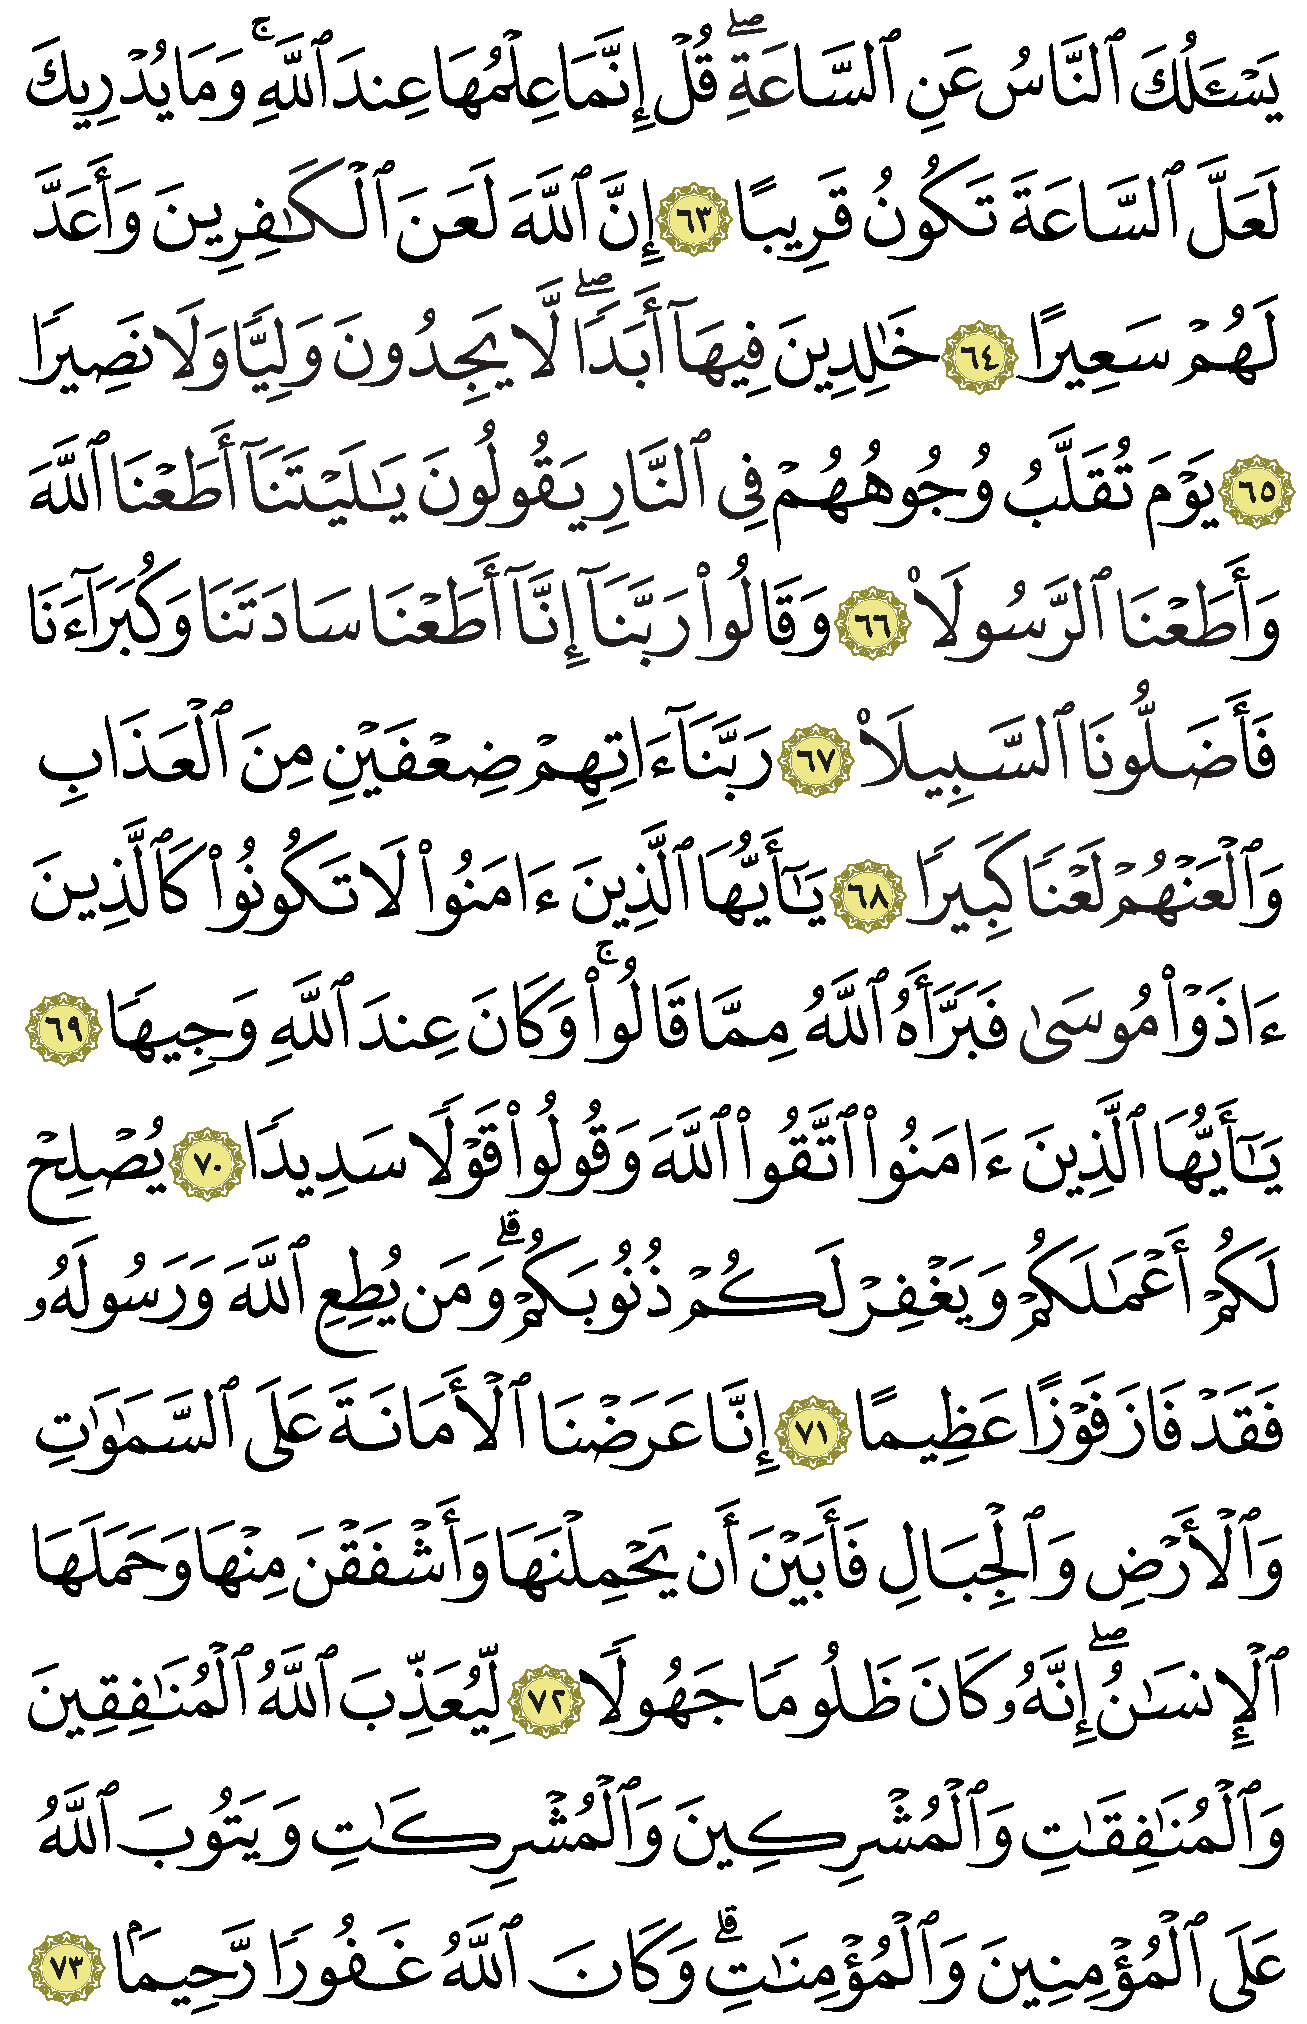 يَسْـَٔلُكَ ٱلنَّاسُ عَنِ ٱلسَّاعَةِ ۖ قُلْ إِنَّمَا عِلْمُهَا عِندَ ٱللَّهِ ۚ وَمَا يُدْرِيكَ
لَعَلَّ ٱلسَّاعَةَ تَكُونُ قَرِيبًا ٦٣ إِنَّ ٱللَّهَ لَعَنَ ٱلْكَـٰفِرِينَ وَأَعَدَّ
لَهُمْ سَعِيرًا ٦٤ خَـٰلِدِينَ فِيهَآ أَبَدًا ۖ لَّا يَجِدُونَ وَلِيًّا وَلَا نَصِيرًا
٦٥ يَوْمَ تُقَلَّبُ وُجُوهُهُمْ فِى ٱلنَّارِ يَقُولُونَ يَـٰلَيْتَنَآ أَطَعْنَا ٱللَّهَ
وَأَطَعْنَا ٱلرَّسُولَا۠ ٦٦ وَقَالُوا۟ رَبَّنَآ إِنَّآ أَطَعْنَا سَادَتَنَا وَكُبَرَآءَنَا
فَأَضَلُّونَا ٱلسَّبِيلَا۠ ٦٧ رَبَّنَآ ءَاتِهِمْ ضِعْفَيْنِ مِنَ ٱلْعَذَابِ
وَٱلْعَنْهُمْ لَعْنًا كَبِيرًا ٦٨ يَـٰٓأَيُّهَا ٱلَّذِينَ ءَامَنُوا۟ لَا تَكُونُوا۟ كَٱلَّذِينَ
ءَاذَوْا۟ مُوسَىٰ فَبَرَّأَهُ ٱللَّهُ مِمَّا قَالُوا۟ ۚ وَكَانَ عِندَ ٱللَّهِ وَجِيهًا ٦٩
يَـٰٓأَيُّهَا ٱلَّذِينَ ءَامَنُوا۟ ٱتَّقُوا۟ ٱللَّهَ وَقُولُوا۟ قَوْلًا سَدِيدًا ٧٠ يُصْلِحْ
لَكُمْ أَعْمَـٰلَكُمْ وَيَغْفِرْ لَكُمْ ذُنُوبَكُمْ ۗ وَمَن يُطِعِ ٱللَّهَ وَرَسُولَهُۥ
فَقَدْ فَازَ فَوْزًا عَظِيمًا ٧١ إِنَّا عَرَضْنَا ٱلْأَمَانَةَ عَلَى ٱلسَّمَـٰوَٰتِ
وَٱلْأَرْضِ وَٱلْجِبَالِ فَأَبَيْنَ أَن يَحْمِلْنَهَا وَأَشْفَقْنَ مِنْهَا وَحَمَلَهَا
ٱلْإِنسَـٰنُ ۖ إِنَّهُۥ كَانَ ظَلُومًا جَهُولًا ٧٢ لِّيُعَذِّبَ ٱللَّهُ ٱلْمُنَـٰفِقِينَ
وَٱلْمُنَـٰفِقَـٰتِ وَٱلْمُشْرِكِينَ وَٱلْمُشْرِكَـٰتِ وَيَتُوبَ ٱللَّهُ
عَلَى ٱلْمُؤْمِنِينَ وَٱلْمُؤْمِنَـٰتِ ۗ وَكَانَ ٱللَّهُ غَفُورًا رَّحِيمًۢا ٧٣